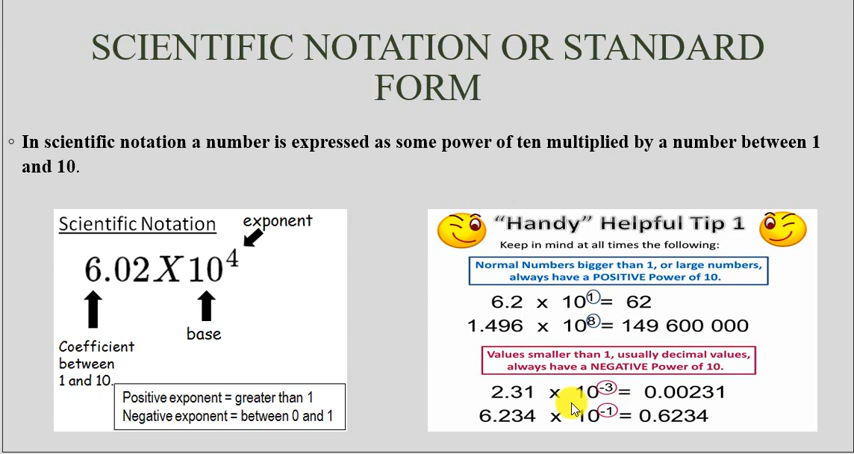 SCIENTIFIC NOTATION OR STANDARD
FORM
◦ In scientific notation a number is expressed as some power of ten multiplied by a number between 1
and 10.
Scientific Notation
exponent
6.02 X 10⁴
base
Coefficient
between
1 and 10.
Positive exponent = greater than 1
Negative exponent = between 0 and 1
“Handy” Helpful Tip 1
Keep in mind at all times the following:
Normal Numbers bigger than 1, or large numbers,
always have a POSITIVE Power of 10.
6.2 x 10¹ = 62
1.496 x 10⁸ = 149 600 000
Values smaller than 1, usually decimal values,
always have a NEGATIVE Power of 10.
2.31 x 10⁻³ = 0.00231
6.234 x 10⁻¹ = 0.6234